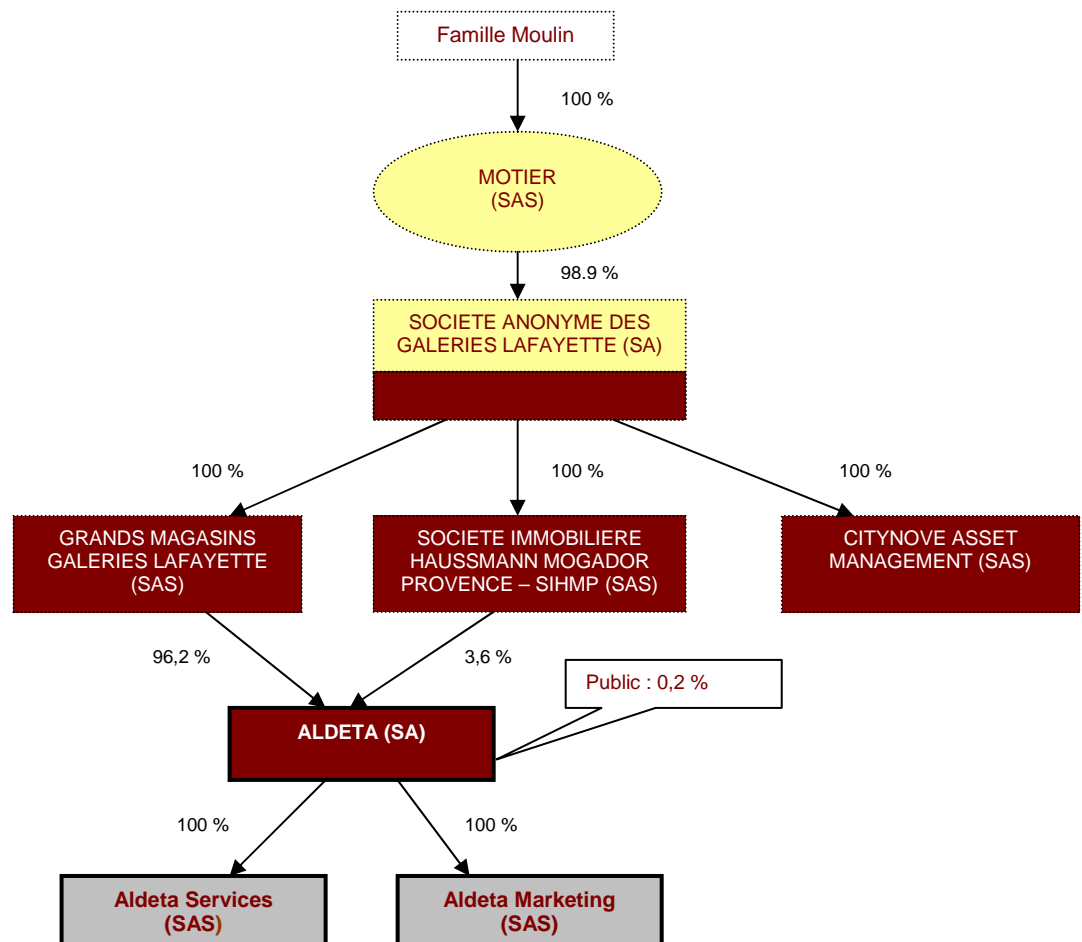 Famille Moulin
100 %
MOTIER
(SAS)
98.9 %
SOCIETE ANONYME DES
GALERIES LAFAYETTE (SA)
100 %
100 %
100 %
GRANDS MAGASINS
GALERIES LAFAYETTE
(SAS)
SOCIETE IMMOBILIERE
HAUSSMANN MOGADOR
PROVENCE – SIHMP (SAS)
CITYNOVE ASSET
MANAGEMENT (SAS)
96,2 %
3,6 %
Public : 0,2 %
ALDETA (SA)
100 %
100 %
Aldeta Services
(SAS)
Aldeta Marketing
(SAS)